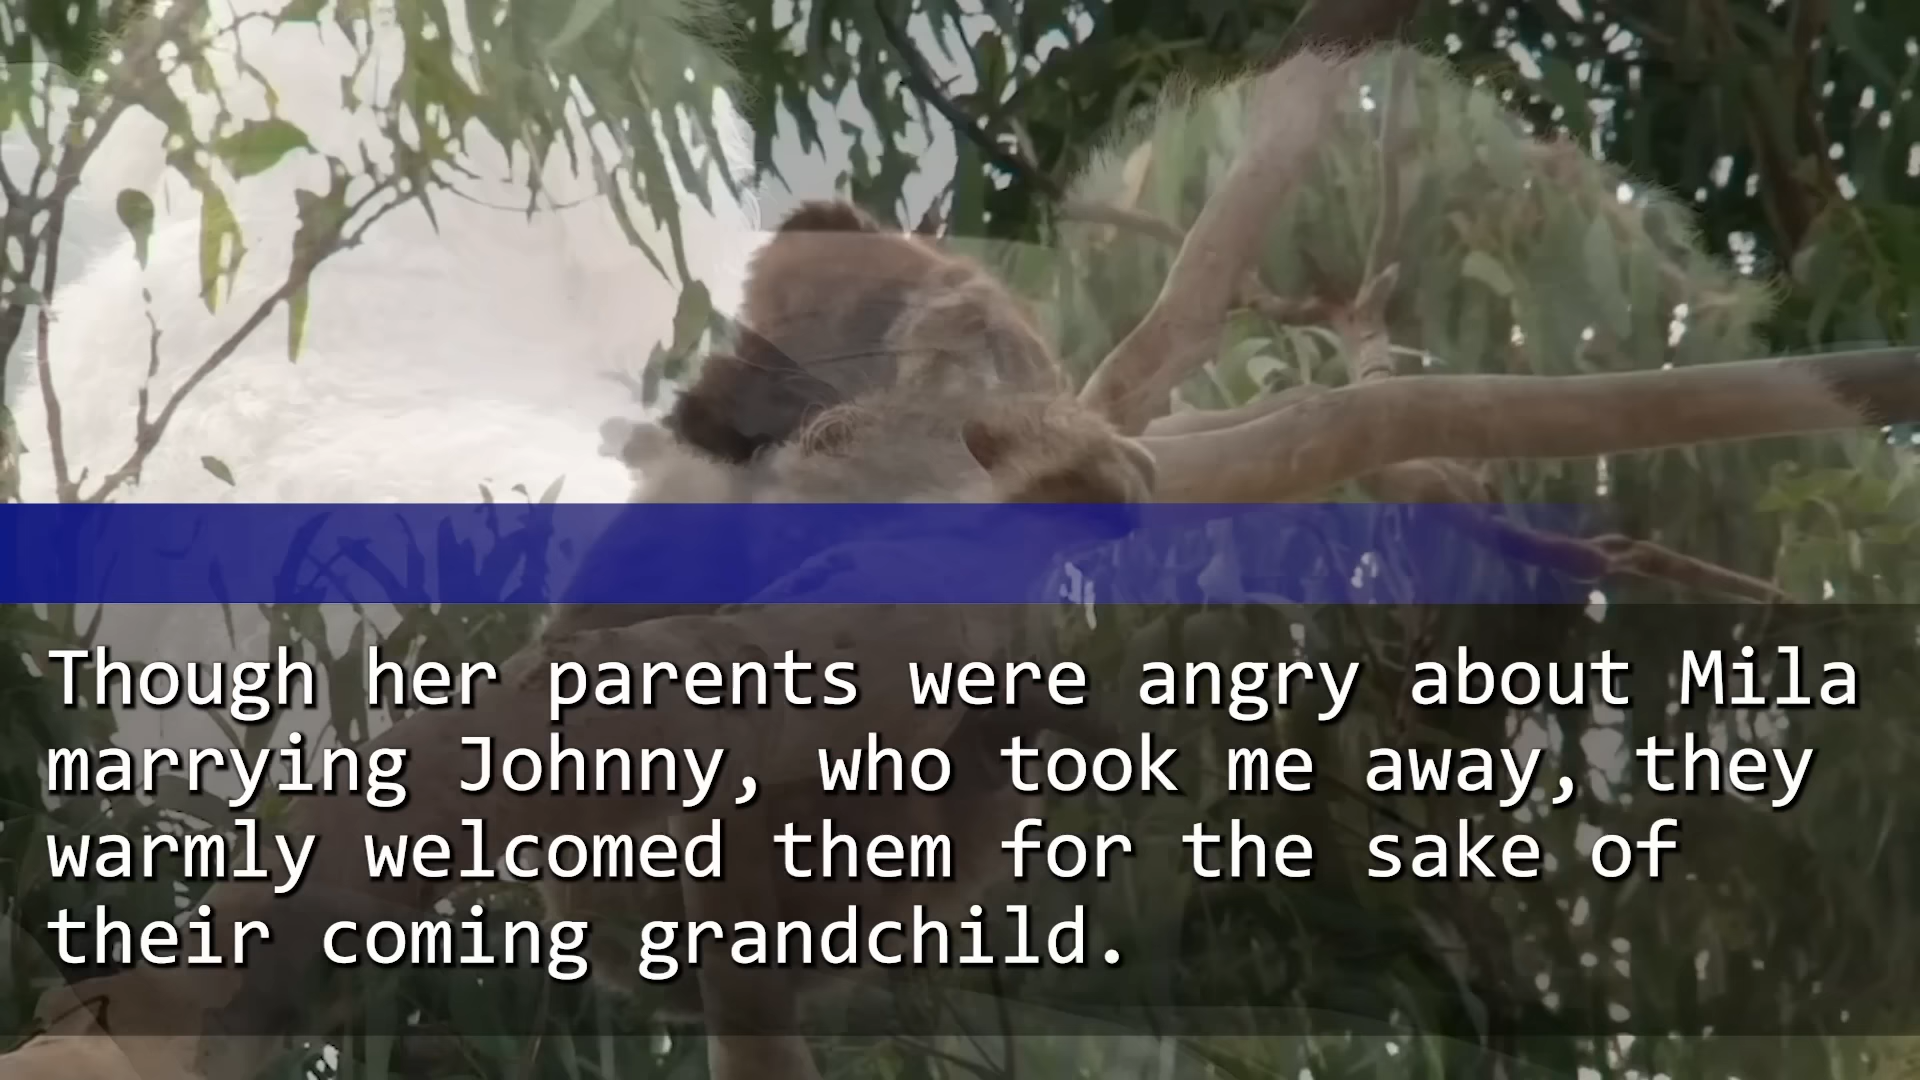 Though her parents were angry about Mila
marrying Johnny, who took me away, they
warmly welcomed them for the sake of
their coming grandchild.